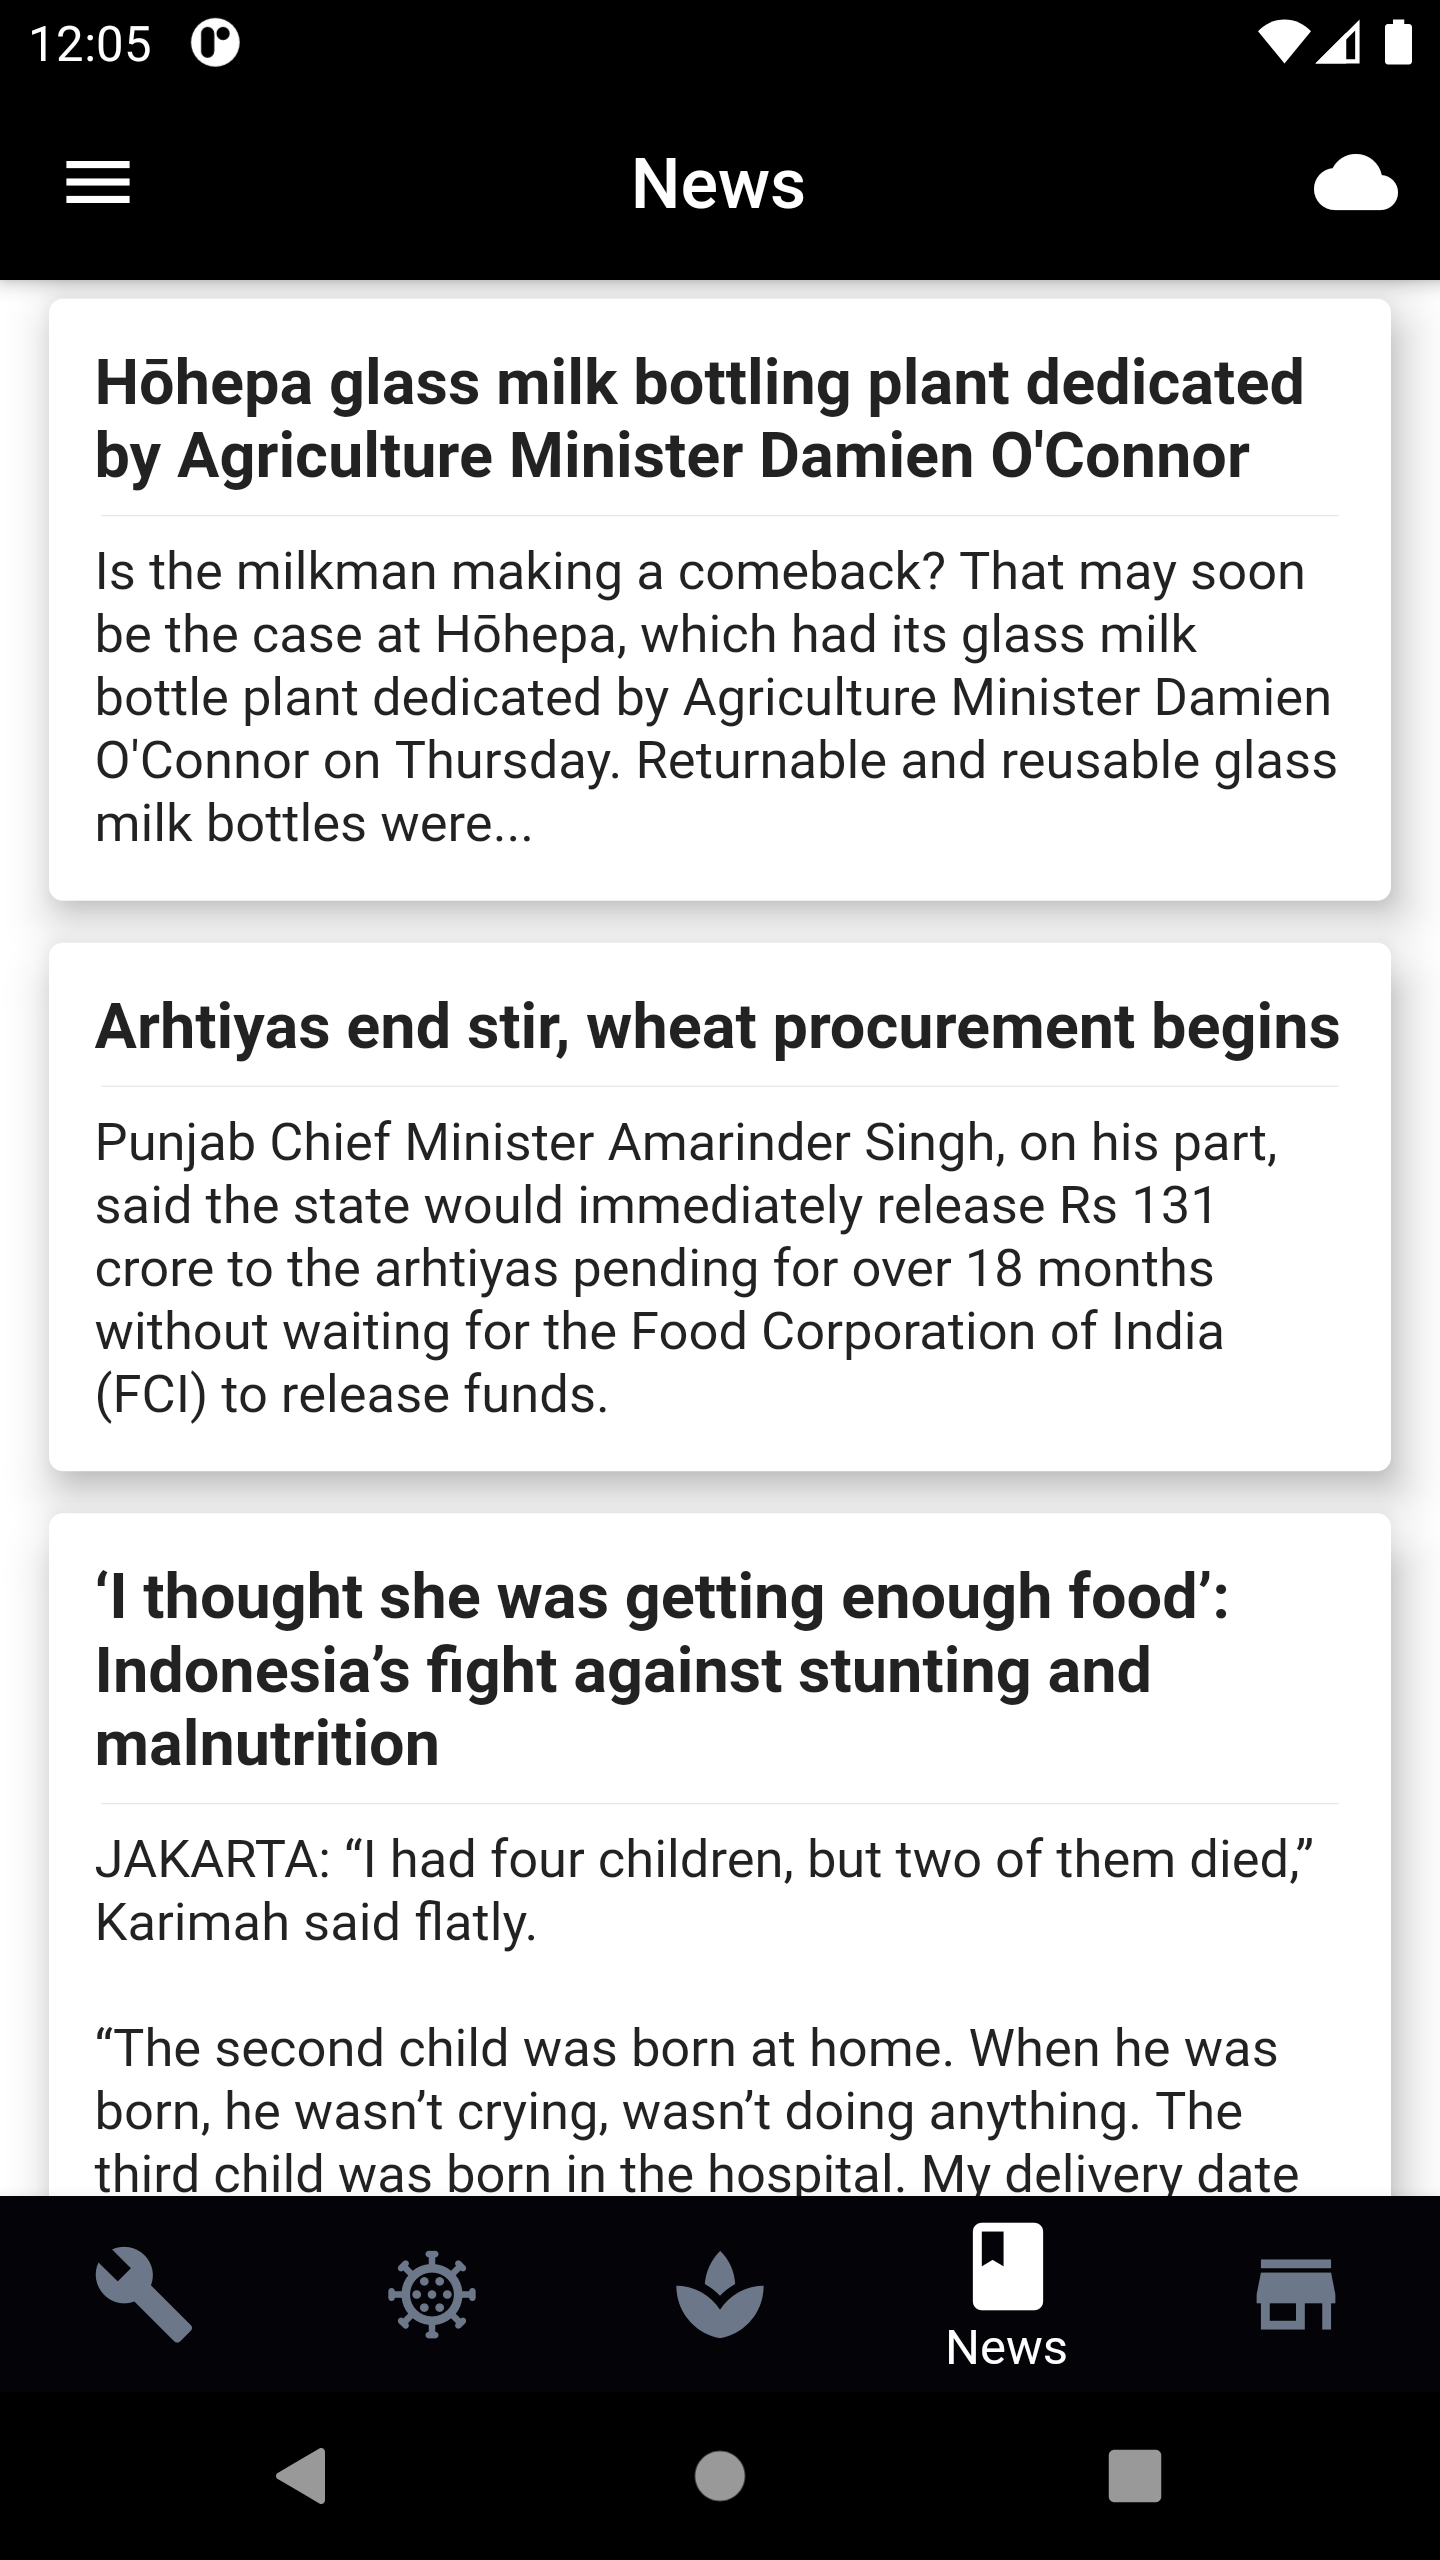 12:05
News
Hōhepa glass milk bottling plant dedicated
by Agriculture Minister Damien O'Connor
Is the milkman making a comeback? That may soon
be the case at Hōhepa, which had its glass milk
bottle plant dedicated by Agriculture Minister Damien
O'Connor on Thursday. Returnable and reusable glass
milk bottles were...
Arhtiyas end stir, wheat procurement begins
Punjab Chief Minister Amarinder Singh, on his part,
said the state would immediately release Rs 131
crore to the arhtiyas pending for over 18 months
without waiting for the Food Corporation of India
(FCI) to release funds.
‘I thought she was getting enough food’:
Indonesia’s fight against stunting and
malnutrition
JAKARTA: “I had four children, but two of them died,”
Karimah said flatly.
“The second child was born at home. When he was
born, he wasn’t crying, wasn’t doing anything. The
third child was born in the hospital. My delivery date
News